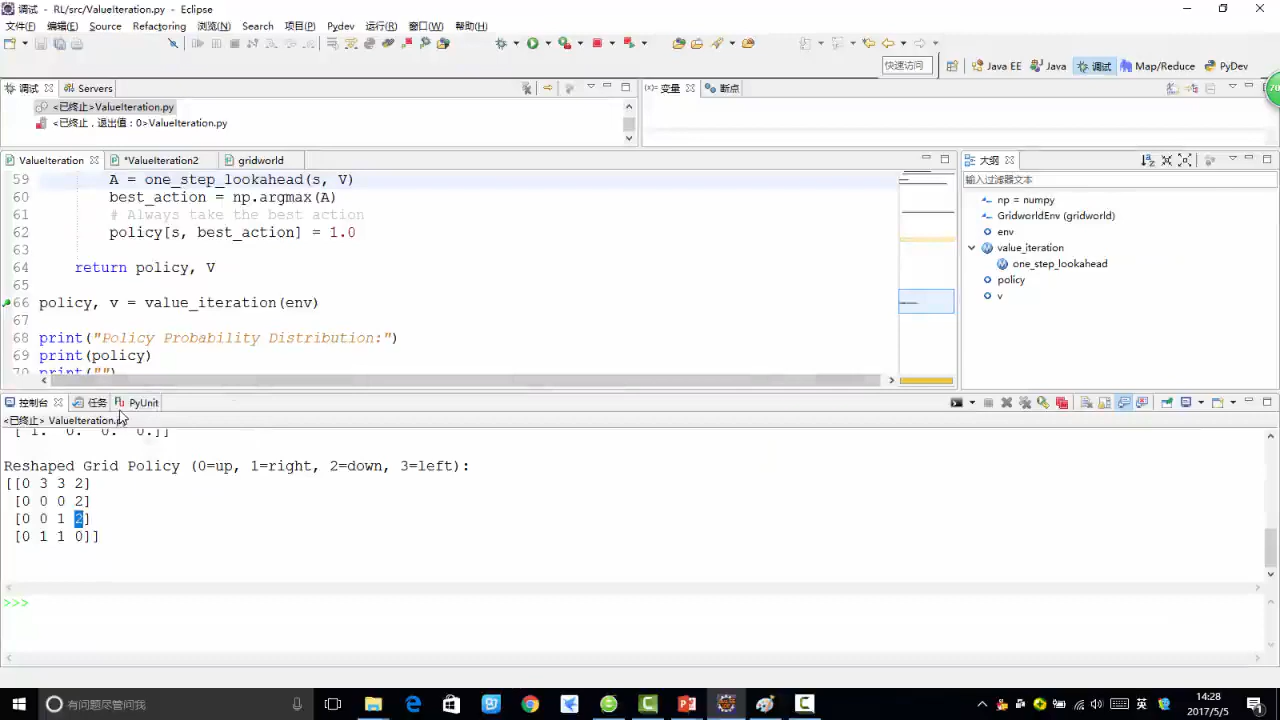 调试 - RL/src/ValueIteration.py - Eclipse
文件(F) 编辑(E) Source Refactoring 浏览(N) Search 项目(P) Pydev 运行(R) 窗口(W) 帮助(H)
快速访问 Java EE Java 调试 Map/Reduce PyDev
调试 Servers
<已终止>ValueIteration.py
<已终止，退出值：0>ValueIteration.py
变量 断点
70
ValueIteration *ValueIteration2 gridworld
59 A = one_step_lookahead(s, V)
60 best_action = np.argmax(A)
61 # Always take the best action
62 policy[s, best_action] = 1.0
63
64 return policy, V
65
66 policy, v = value_iteration(env)
67
68 print("Policy Probability Distribution:")
69 print(policy)
70 print("")
大纲
输入过滤器文本
np = numpy
GridworldEnv (gridworld)
env
value_iteration
one_step_lookahead
policy
v
控制台 任务 PyUnit
<已终止> ValueIteration.py
[ 1. 0. 0. 0.]]
Reshaped Grid Policy (0=up, 1=right, 2=down, 3=left):
[[0 3 3 2]
[0 0 0 2]
[0 0 1 2]
[0 1 1 0]]
>>>
有问题尽管问我
英
14:28
2017/5/5